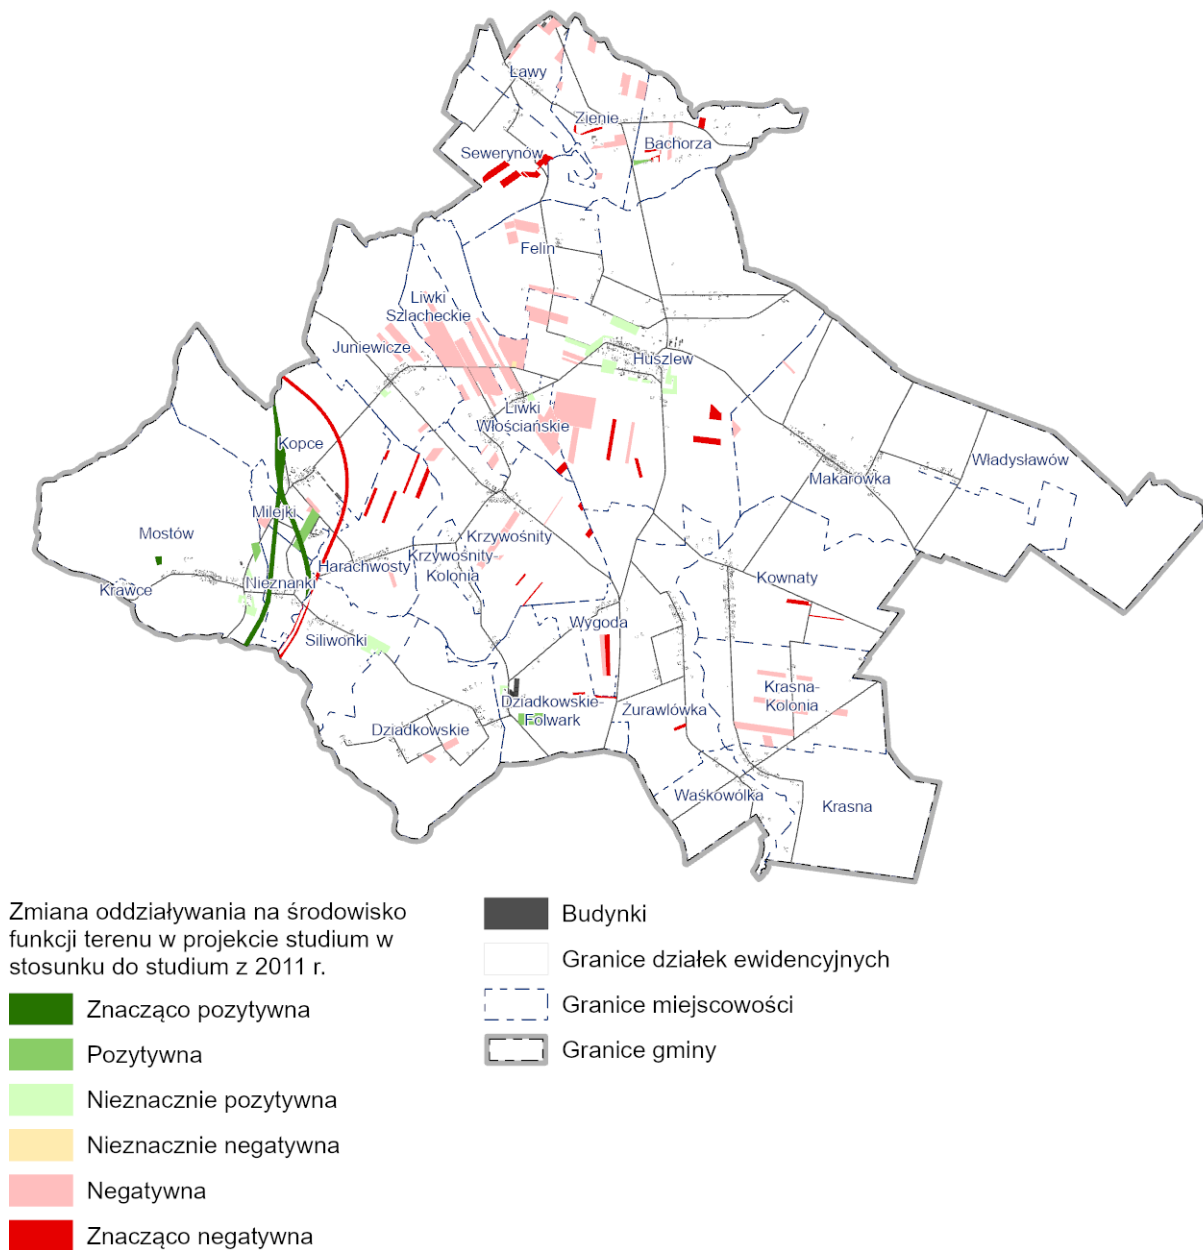 Ławy
Zienie
Bachorza
Sewerynów
Felin
Liwki
Szlacheckie
Juniewicze
Huszlew
Liwki
Włościańskie
Kopce
Władysławów
Makarówka
Milejki
Mostów
Krzywośnity
Harachwosty
Krzywośnity-
Kolonia
Kownaty
Nieznanki
Krawce
Wygoda
Siliwonki
Krasna-
Kolonia
Dziadkowskie-
Folwark
Żurawlówka
Dziadkowskie
Waśkowólka
Krasna
Zmiana oddziaływania na środowisko
funkcji terenu w projekcie studium w
stosunku do studium z 2011 r.
Znacząco pozytywna
Pozytywna
Nieznacznie pozytywna
Nieznacznie negatywna
Negatywna
Znacząco negatywna
Budynki
Granice działek ewidencyjnych
Granice miejscowości
Granice gminy